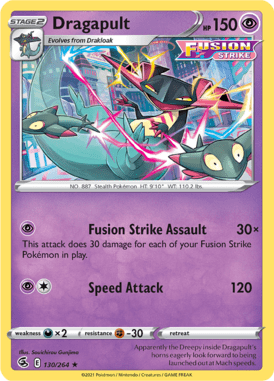 STAGE 2 Dragapult HP 150
Evolves from Drakloak
FUSION
STRIKE
NO. 887 Stealth Pokémon HT: 9'10" WT: 110.2 lbs.
Fusion Strike Assault 30×
This attack does 30 damage for each of your Fusion Strike
Pokémon in play.
Speed Attack 120
weakness ×2 resistance -30 retreat
Illus. Souichirou Gunjima
F 130/264 ★
Apparently the Dreepy inside Dragapult's
horns eagerly look forward to being
launched out at Mach speeds.
©2021 Pokémon / Nintendo / Creatures / GAME FREAK